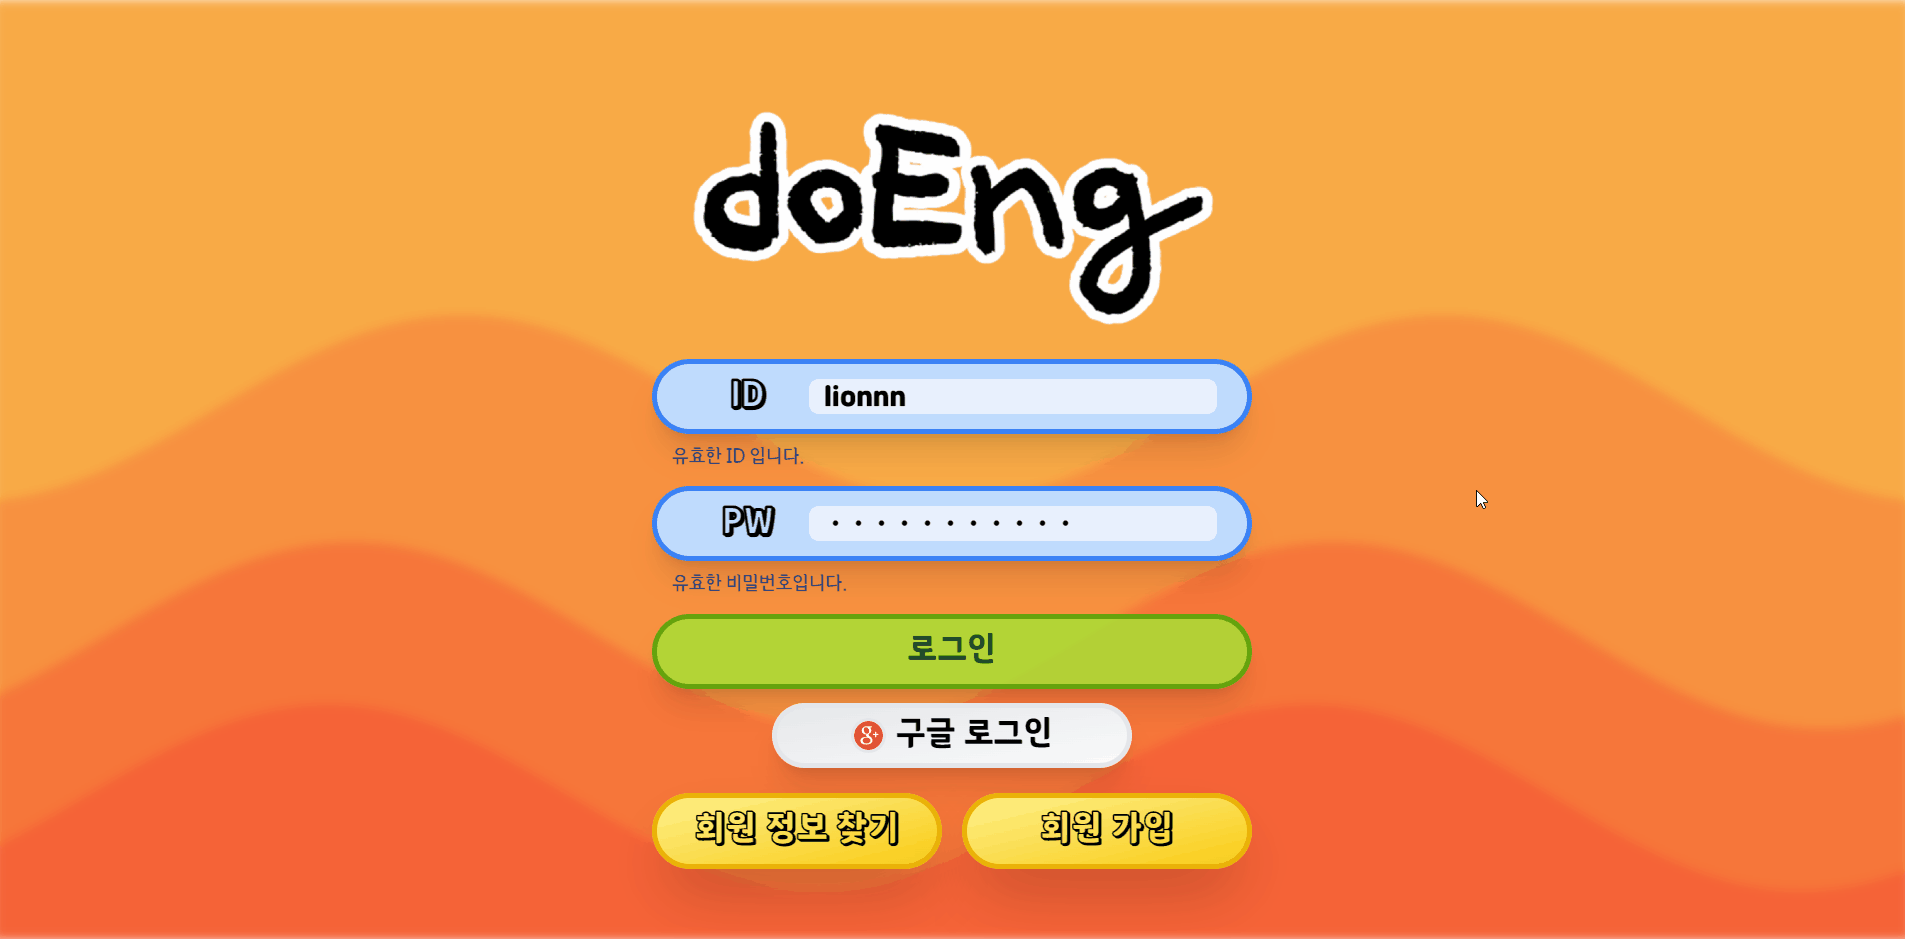 doEng
ID lionnn
유효한 ID 입니다.
PW ···········
유효한 비밀번호입니다.
로그인
g+ 구글 로그인
회원 정보 찾기 회원 가입